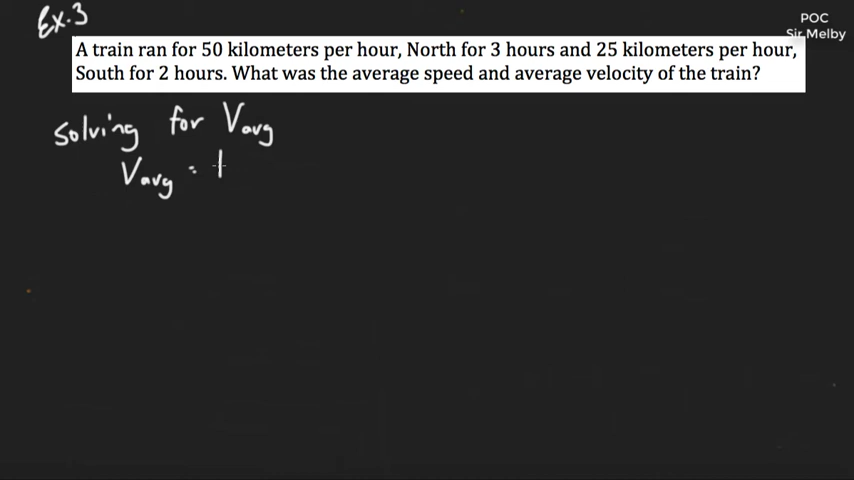 Ex.3
POC
Sir Melby
A train ran for 50 kilometers per hour, North for 3 hours and 25 kilometers per hour,
South for 2 hours. What was the average speed and average velocity of the train?
Solving for Vavg
Vavg =